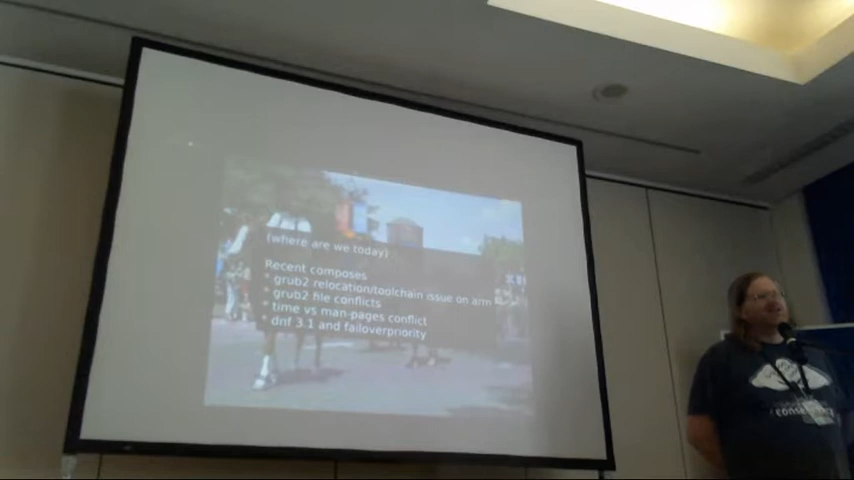 (where are we today)
Recent composes
* grub2 relocation/toolchain issue on arm
* grub2 file conflicts
* time vs man-pages conflict
* dnf 3.1 and failoverpriority